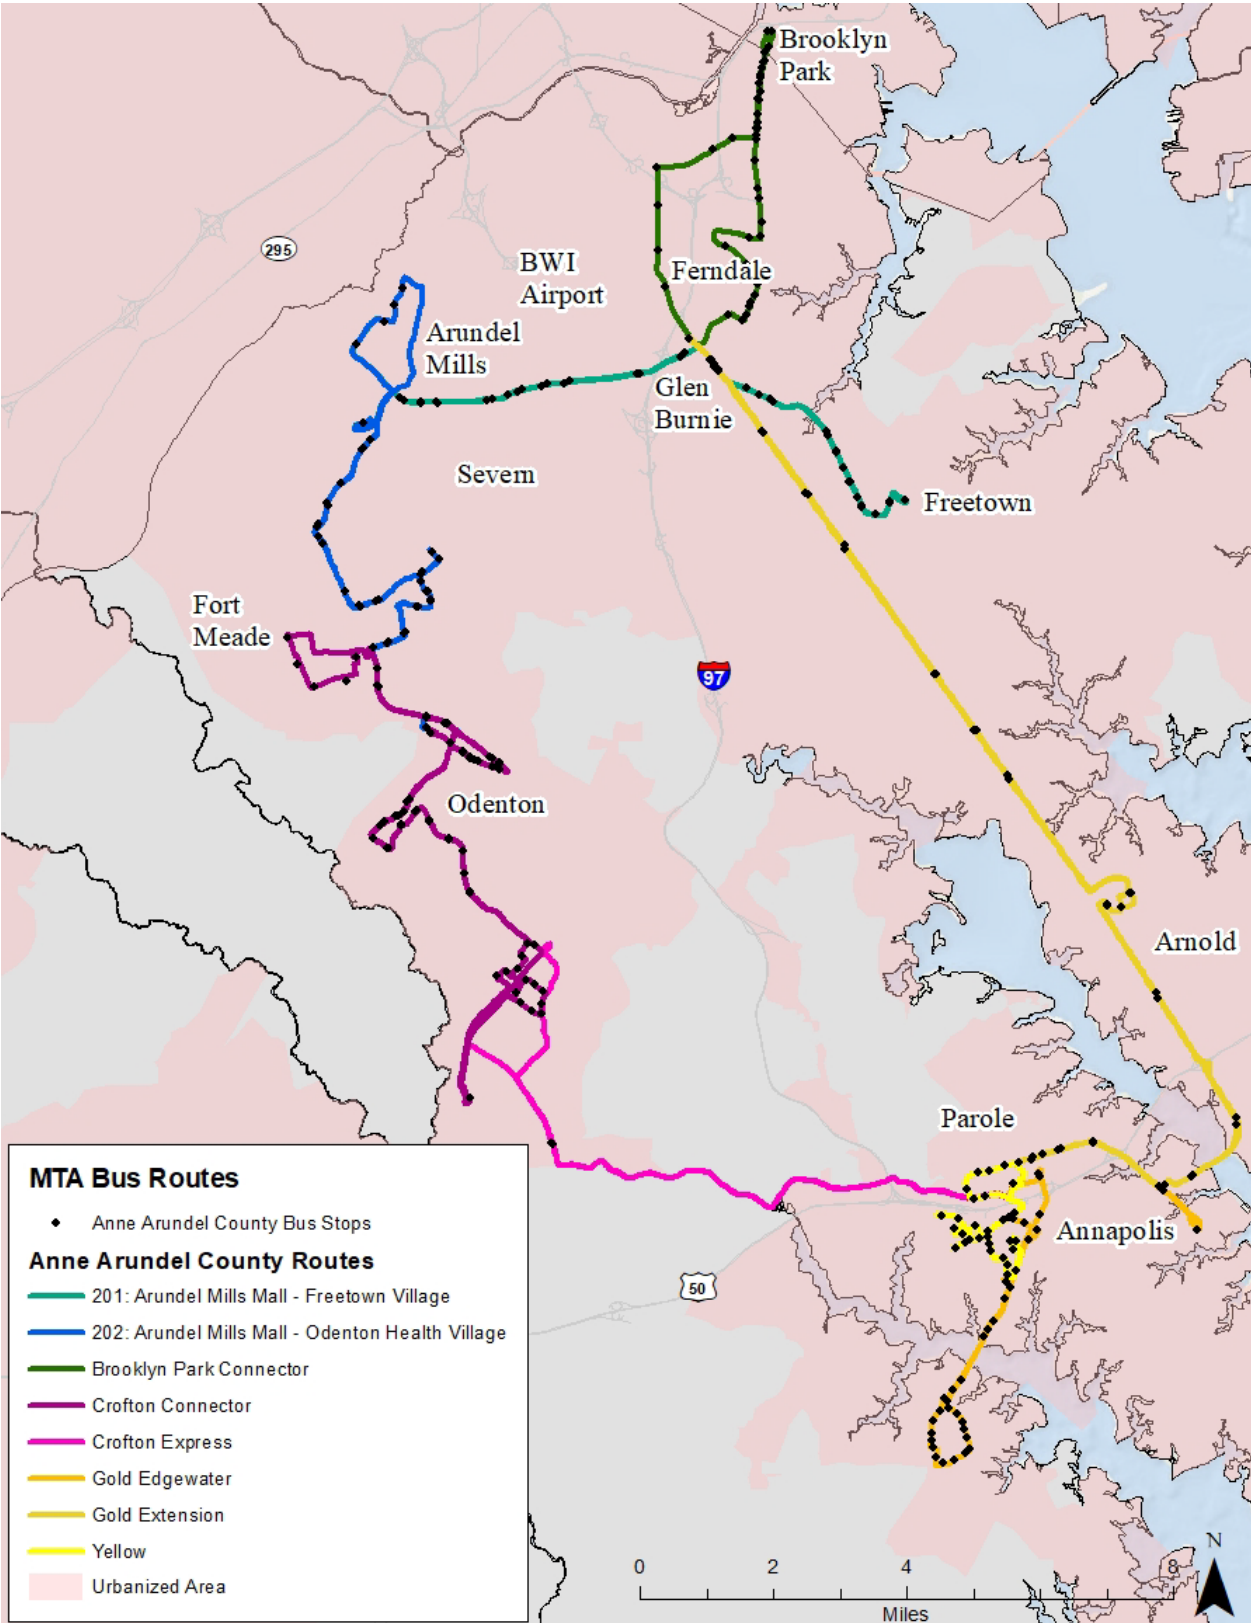 Brooklyn
Park
295
BWI
Airport
Ferndale
Arundel
Mills
Glen
Burnie
Severn
Freetown
Fort
Meade
97
Odenton
Arnold
Parole
Annapolis
50
MTA Bus Routes
Anne Arundel County Bus Stops
Anne Arundel County Routes
201: Arundel Mills Mall - Freetown Village
202: Arundel Mills Mall - Odenton Health Village
Brooklyn Park Connector
Crofton Connector
Crofton Express
Gold Edgewater
Gold Extension
Yellow
Urbanized Area
0 2 4 8
Miles
N